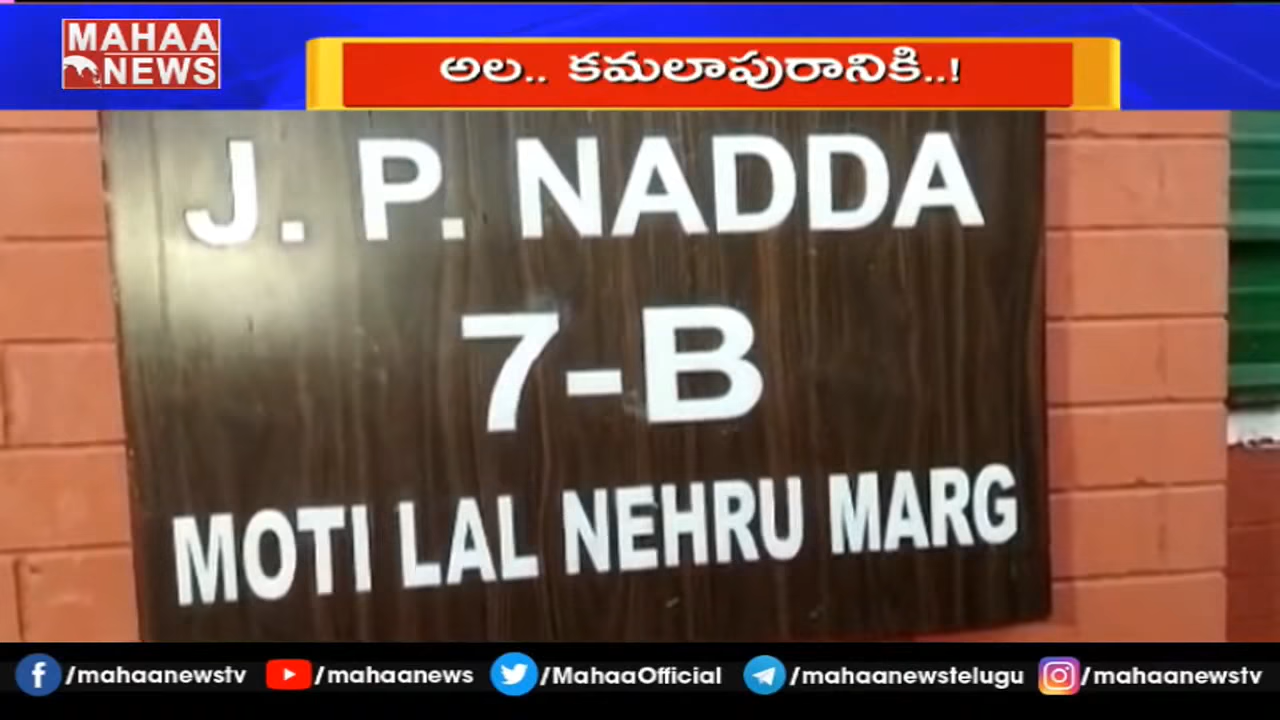 MAHAA
NEWS
అల.. కమలాపురానికి..!
J. P. NADDA
7-B
MOTI LAL NEHRU MARG
/mahaanewstv
/mahaanews
/MahaaOfficial
/mahaanewstelugu
/mahaanewstv